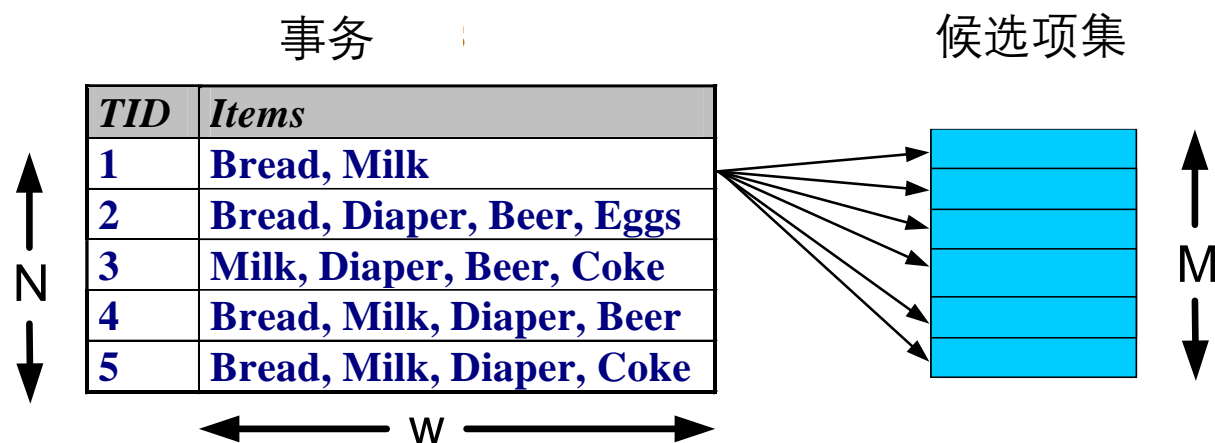 事务
候选项集
TID Items
1 Bread, Milk
2 Bread, Diaper, Beer, Eggs
3 Milk, Diaper, Beer, Coke
4 Bread, Milk, Diaper, Beer
5 Bread, Milk, Diaper, Coke
N
M
w